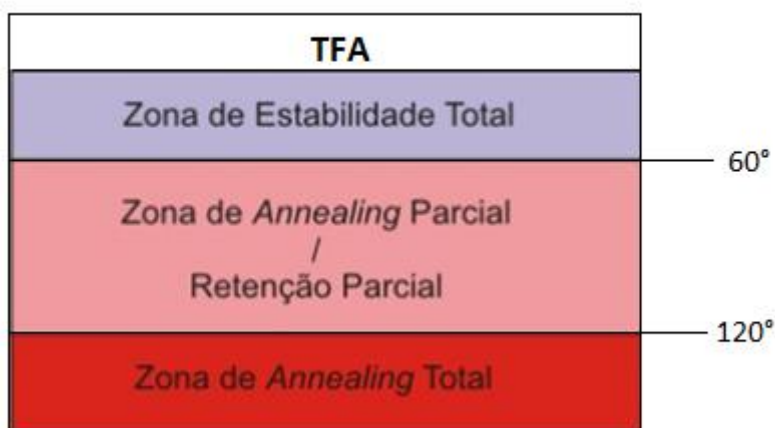 TFA
Zona de Estabilidade Total
60°
Zona de Annealing Parcial
/
Retenção Parcial
120°
Zona de Annealing Total